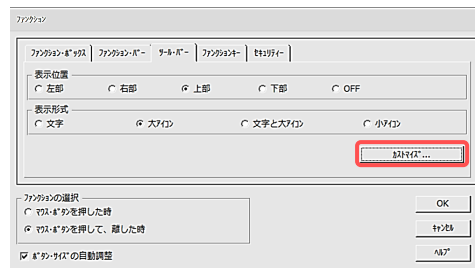 ﾌｧﾝｸｼｮﾝ
ﾌｧﾝｸｼｮﾝ･ﾎﾞｯｸｽ ﾌｧﾝｸｼｮﾝ･ﾊﾞｰ ﾂｰﾙ･ﾊﾞｰ ﾌｧﾝｸｼｮﾝｷｰ ｾｷｭﾘﾃｨｰ
表示位置
左部 右部 上部 下部 OFF
表示形式
文字 大ｱｲｺﾝ 文字と大ｱｲｺﾝ 小ｱｲｺﾝ
ｶｽﾀﾏｲｽﾞ...
ﾌｧﾝｸｼｮﾝの選択
ﾏｳｽ･ﾎﾞﾀﾝを押した時
ﾏｳｽ･ﾎﾞﾀﾝを押して、離した時
ﾎﾞﾀﾝ･ｻｲｽﾞの自動調整
OK
ｷｬﾝｾﾙ
ﾍﾙﾌﾟ